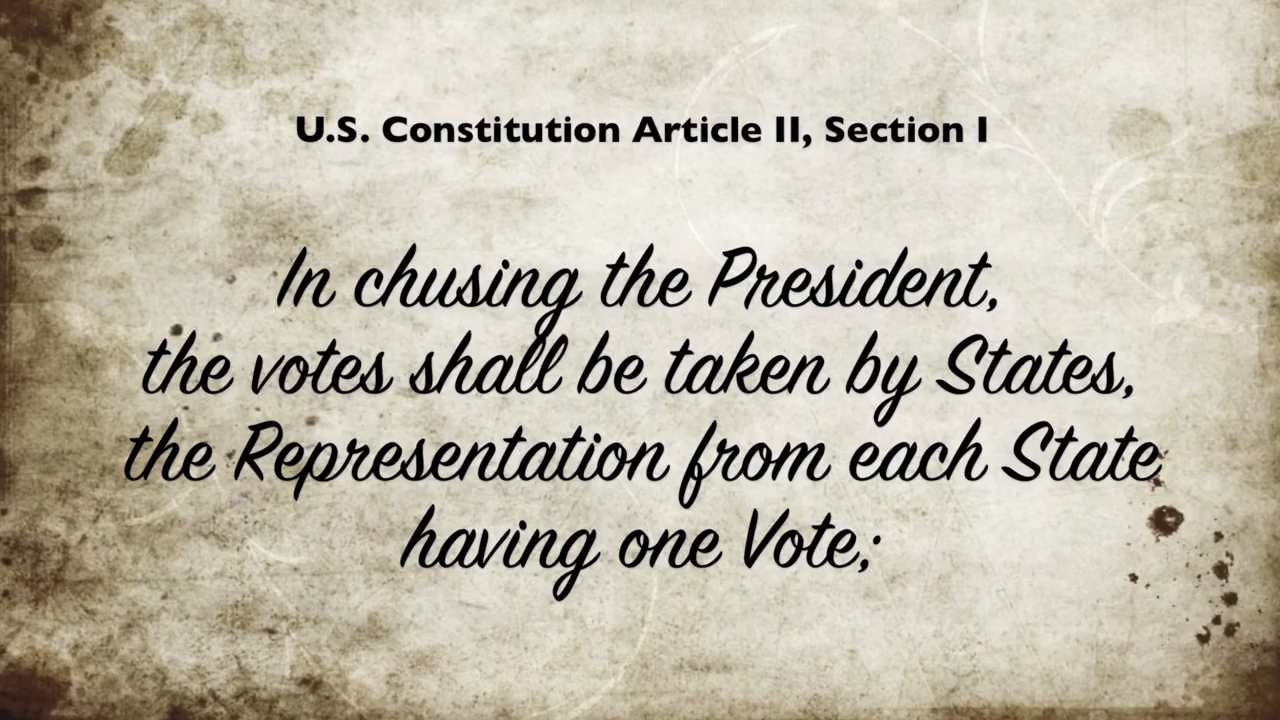 U.S. Constitution Article II, Section I
In chusing the President,
the votes shall be taken by States,
the Representation from each State
having one Vote;